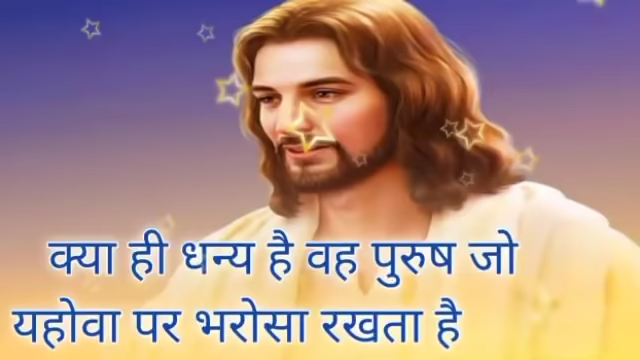 क्या ही धन्य है वह पुरुष जो
यहोवा पर भरोसा रखता है